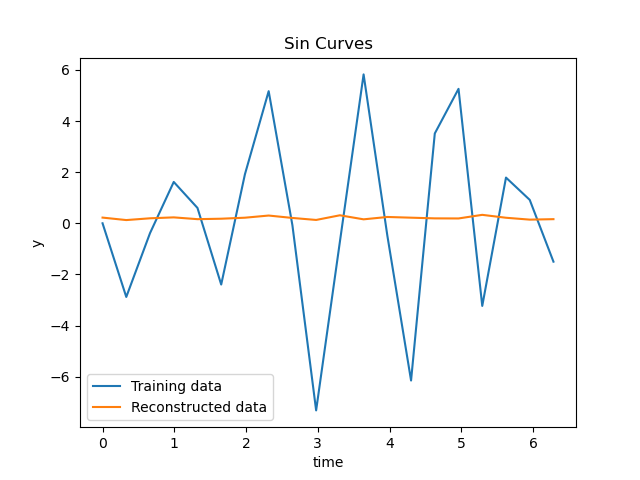 Sin Curves
6
4
2
0
−2
−4
−6
y
Training data
Reconstructed data
0 1 2 3 4 5 6
time